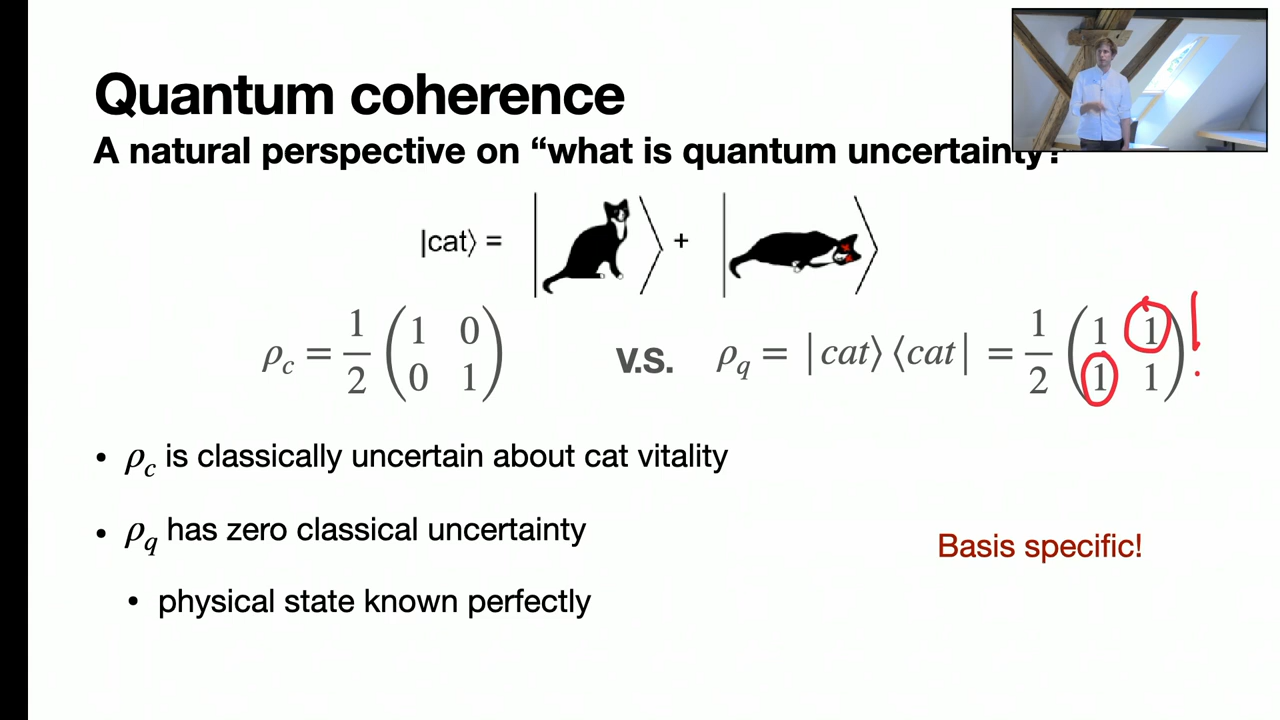 Quantum coherence
A natural perspective on “what is quantum uncertainty?
|cat⟩ = | ⟩ + | ⟩
ρc = 1/2 (1 0 0 1) v.s. ρq = |cat⟩⟨cat| = 1/2 (1 1 1 1) !
• ρc is classically uncertain about cat vitality
• ρq has zero classical uncertainty
Basis specific!
• physical state known perfectly